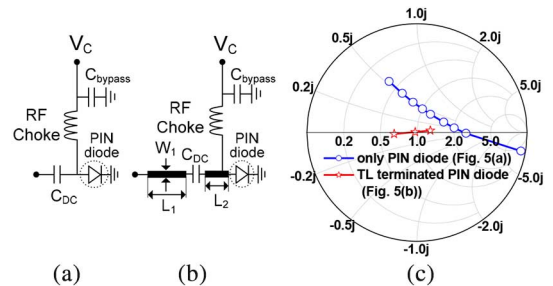 V_C
C_bypass
RF
Choke
PIN
diode
C_DC
(a)
V_C
C_bypass
RF
Choke
PIN
diode
W_1
C_DC
L_1
L_2
(b)
1.0j
0.5j
2.0j
0.2j
5.0j
0.2 0.5 1.0 2.0 5.0
only PIN diode (Fig. 5(a))
TL terminated PIN diode
(Fig. 5(b))
-0.2j
-5.0j
-0.5j
-2.0j
-1.0j
(c)